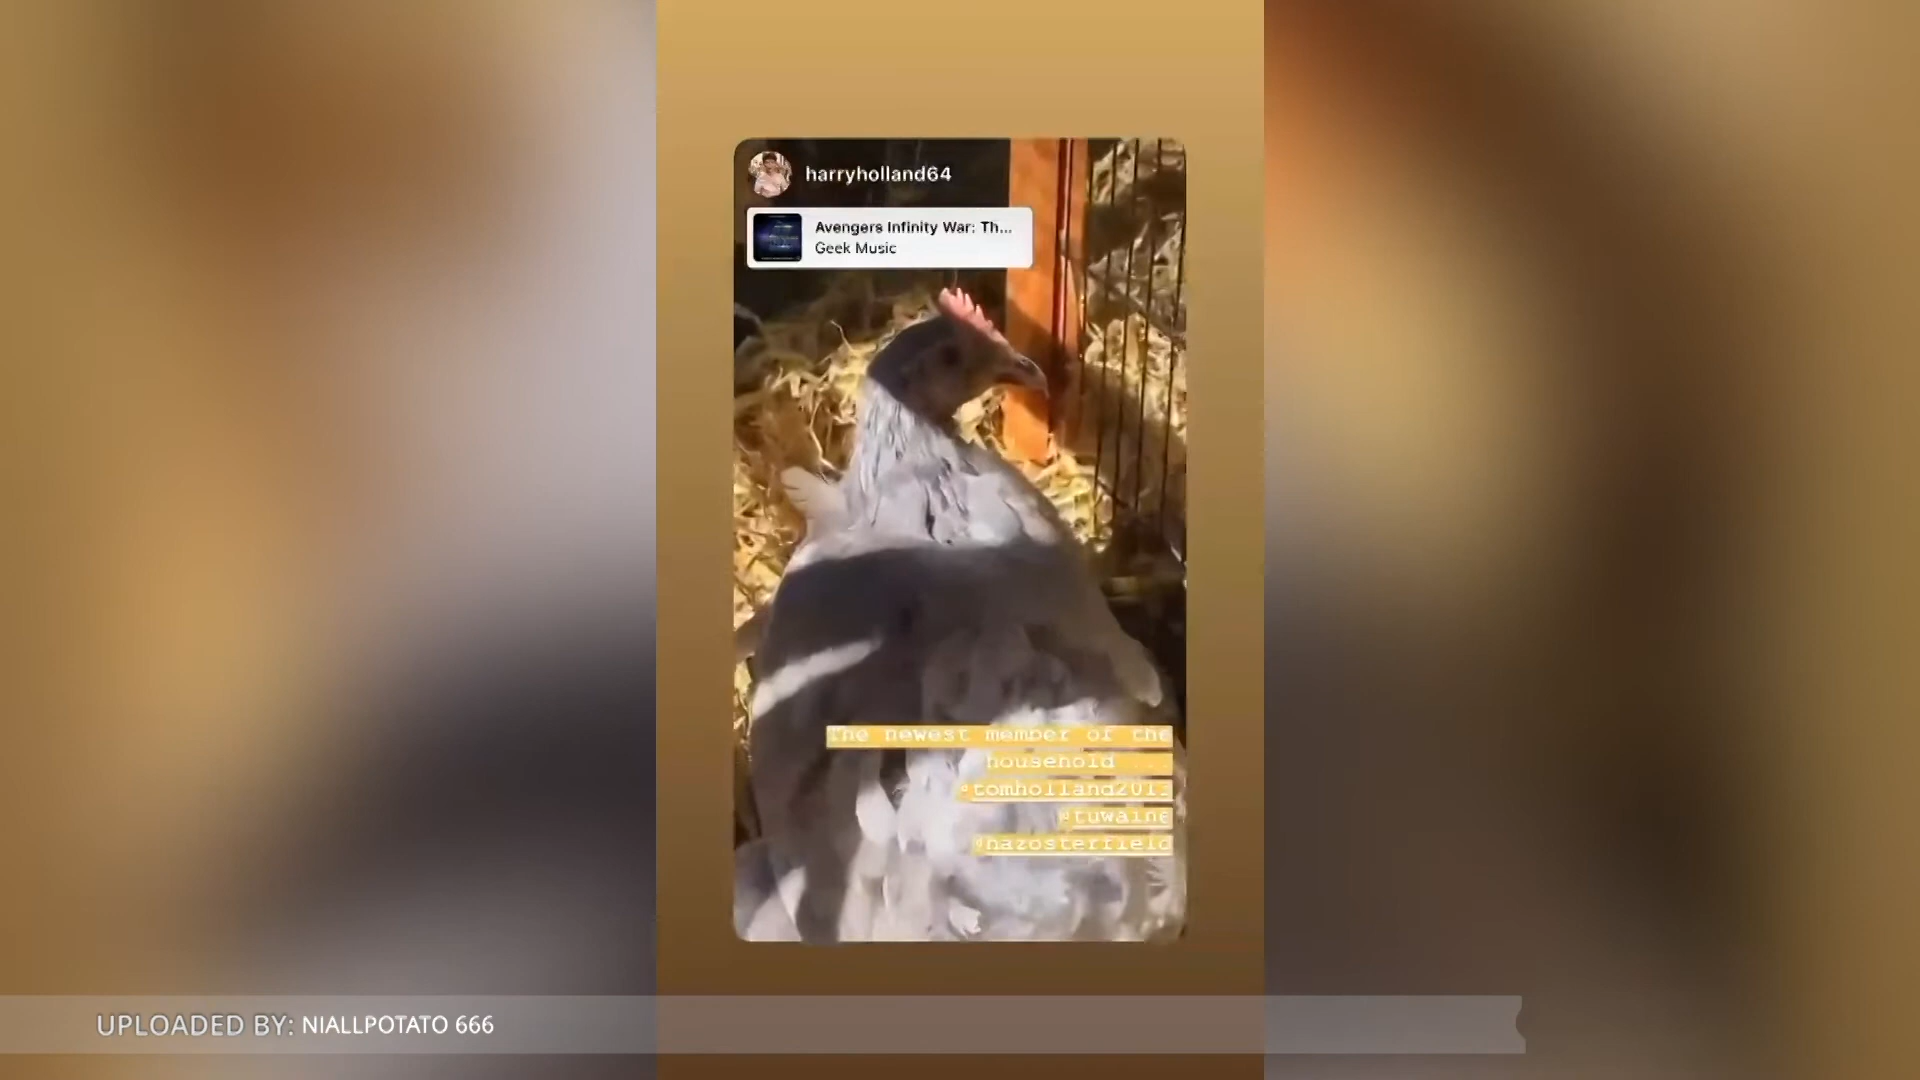 harryholland64
Avengers Infinity War: Th...
Geek Music
The newest member of the
household ...
@tomholland2013
@tuwaine
@hazosterfield
UPLOADED BY: NIALLPOTATO 666